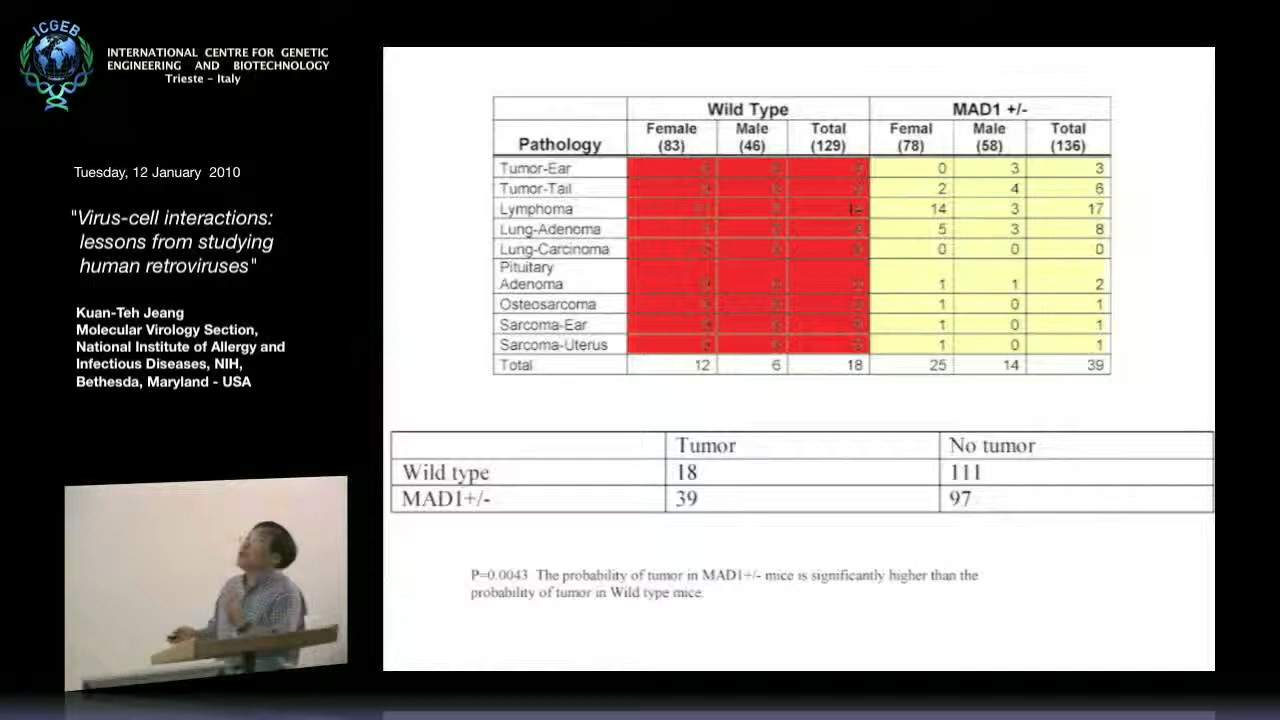 ICGEB
INTERNATIONAL CENTRE FOR GENETIC
ENGINEERING AND BIOTECHNOLOGY
Trieste - Italy
Tuesday, 12 January 2010
"Virus-cell interactions:
lessons from studying
human retroviruses"
Kuan-Teh Jeang
Molecular Virology Section,
National Institute of Allergy and
Infectious Diseases, NIH,
Bethesda, Maryland - USA
Wild Type MAD1 +/-
Pathology Female (83) Male (46) Total (129) Femal (78) Male (58) Total (136)
Tumor-Ear 0 3 3
Tumor-Tail 2 4 6
Lymphoma 14 3 17
Lung-Adenoma 5 3 8
Lung-Carcinoma 0 0 0
Pituitary
Adenoma 1 1 2
Osteosarcoma 1 0 1
Sarcoma-Ear 1 0 1
Sarcoma-Uterus 1 0 1
Total 12 6 18 25 14 39
Tumor No tumor
Wild type 18 111
MAD1+/- 39 97
P=0.0043 The probability of tumor in MAD1+/- mice is significantly higher than the
probability of tumor in Wild type mice.